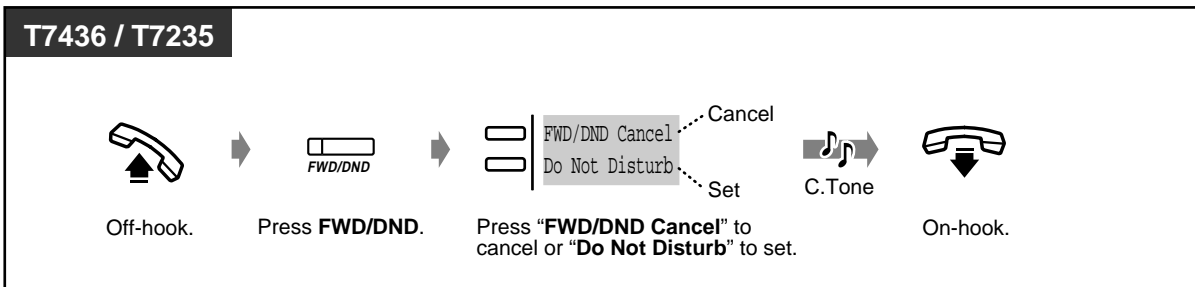 T7436 / T7235
FWD/DND Cancel
Do Not Disturb
Cancel
Set
FWD/DND
C.Tone
Off-hook.
Press FWD/DND.
Press “FWD/DND Cancel” to
cancel or “Do Not Disturb” to set.
On-hook.